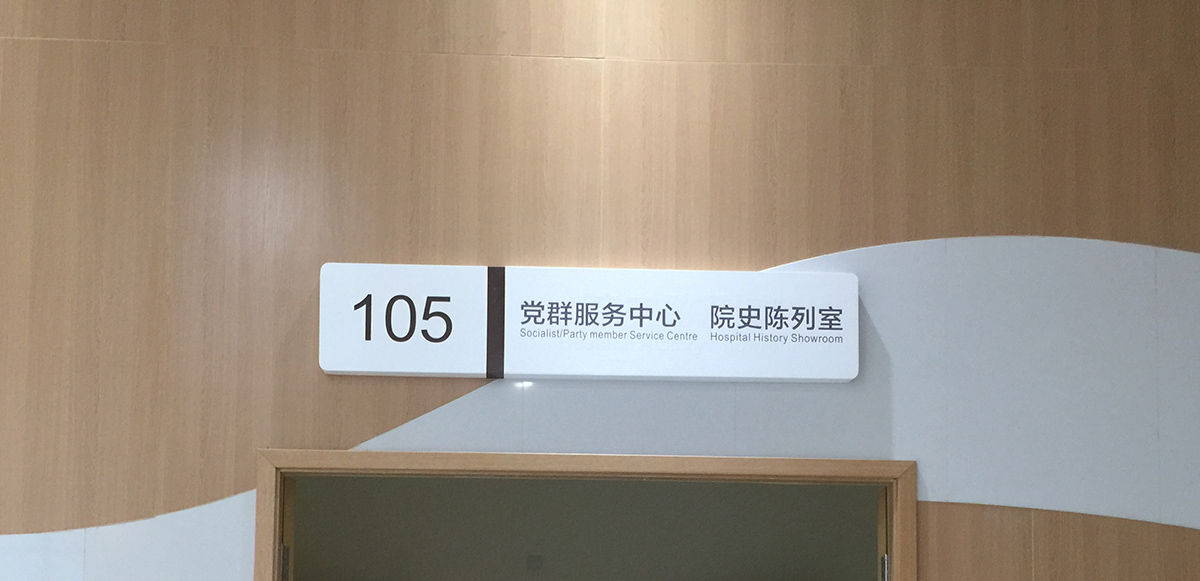 105
党群服务中心 院史陈列室
Socialist/Party member Service Centre Hospital History Showroom